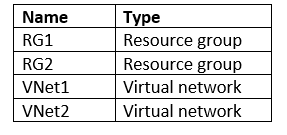 Name Type
RG1 Resource group
RG2 Resource group
VNet1 Virtual network
VNet2 Virtual network